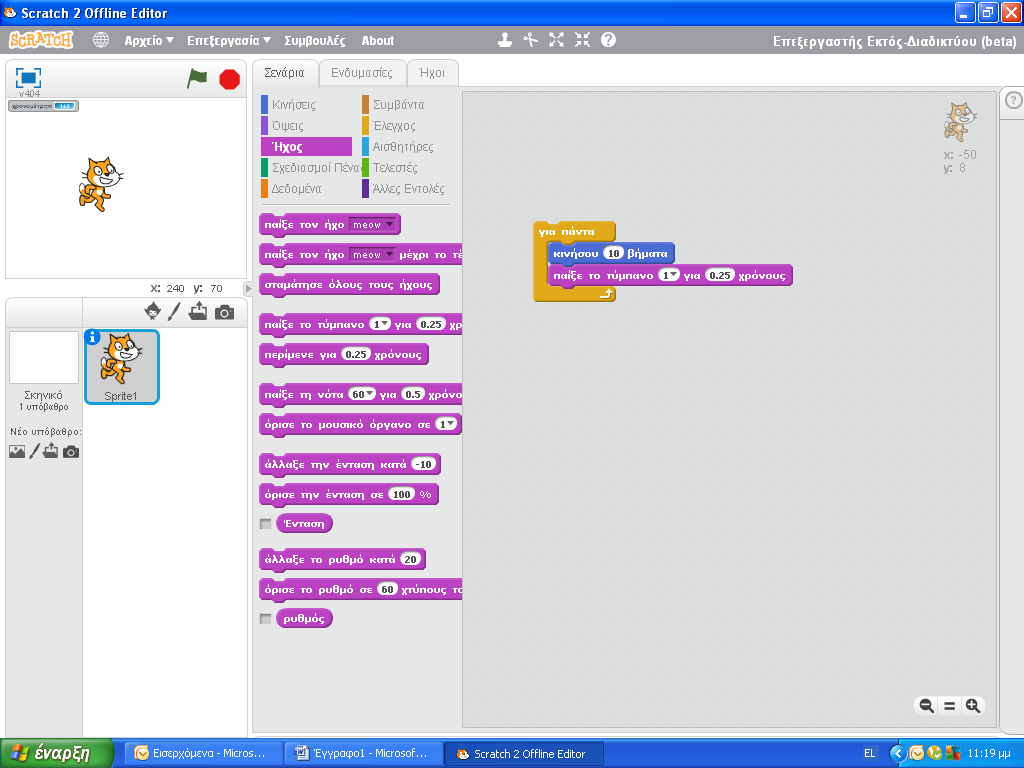 Scratch 2 Offline Editor
SCRATCH Αρχείο Επεξεργασία Συμβουλές About Επεξεργαστής Εκτός-Διαδικτύου (beta)
v404
χρονομέτρησ
Σενάρια Ενδυμασίες Ήχοι
Κινήσεις Συμβάντα
Όψεις Έλεγχος
Ήχος Αισθητήρες
Σχεδιασμοί Πένα Τελεστές
Δεδομένα Άλλες Εντολές
x: -50
y: 8
παίξε τον ήχο meow
παίξε τον ήχο meow μέχρι το τέ
σταμάτησε όλους τους ήχους
παίξε το τύμπανο 1 για 0.25 χρ
περίμενε για 0.25 χρόνους
παίξε τη νότα 60 για 0.5 χρόνο
όρισε το μουσικό όργανο σε 1
άλλαξε την ένταση κατά -10
όρισε την ένταση σε 100 %
Ένταση
άλλαξε το ρυθμό κατά 20
όρισε το ρυθμό σε 60 χτύπους το
ρυθμός
για πάντα
κινήσου 10 βήματα
παίξε το τύμπανο 1 για 0.25 χρόνους
x: 240 y: 70
Σκηνικό
1 υπόβαθρο
Νέο υπόβαθρο:
Sprite1
έναρξη Εισερχόμενα - Micros... Έγγραφο1 - Microsof... Scratch 2 Offline Editor EL 11:19 μμ